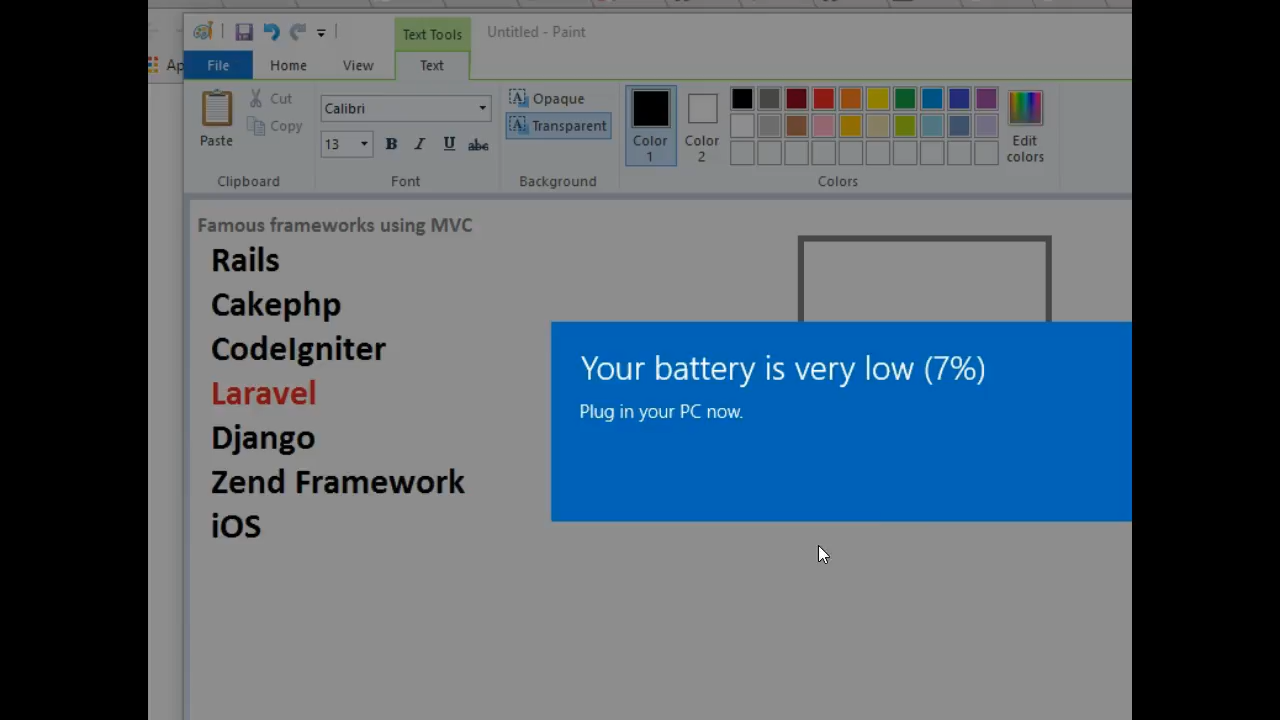 Text Tools
Untitled - Paint
Ap
File
Home
View
Text
Paste
Cut
Copy
Clipboard
Calibri
13
B
I
U
abc
Font
Opaque
Transparent
Background
Color
1
Color
2
Edit
colors
Colors
Famous frameworks using MVC
Rails
Cakephp
CodeIgniter
Laravel
Django
Zend Framework
iOS
Your battery is very low (7%)
Plug in your PC now.